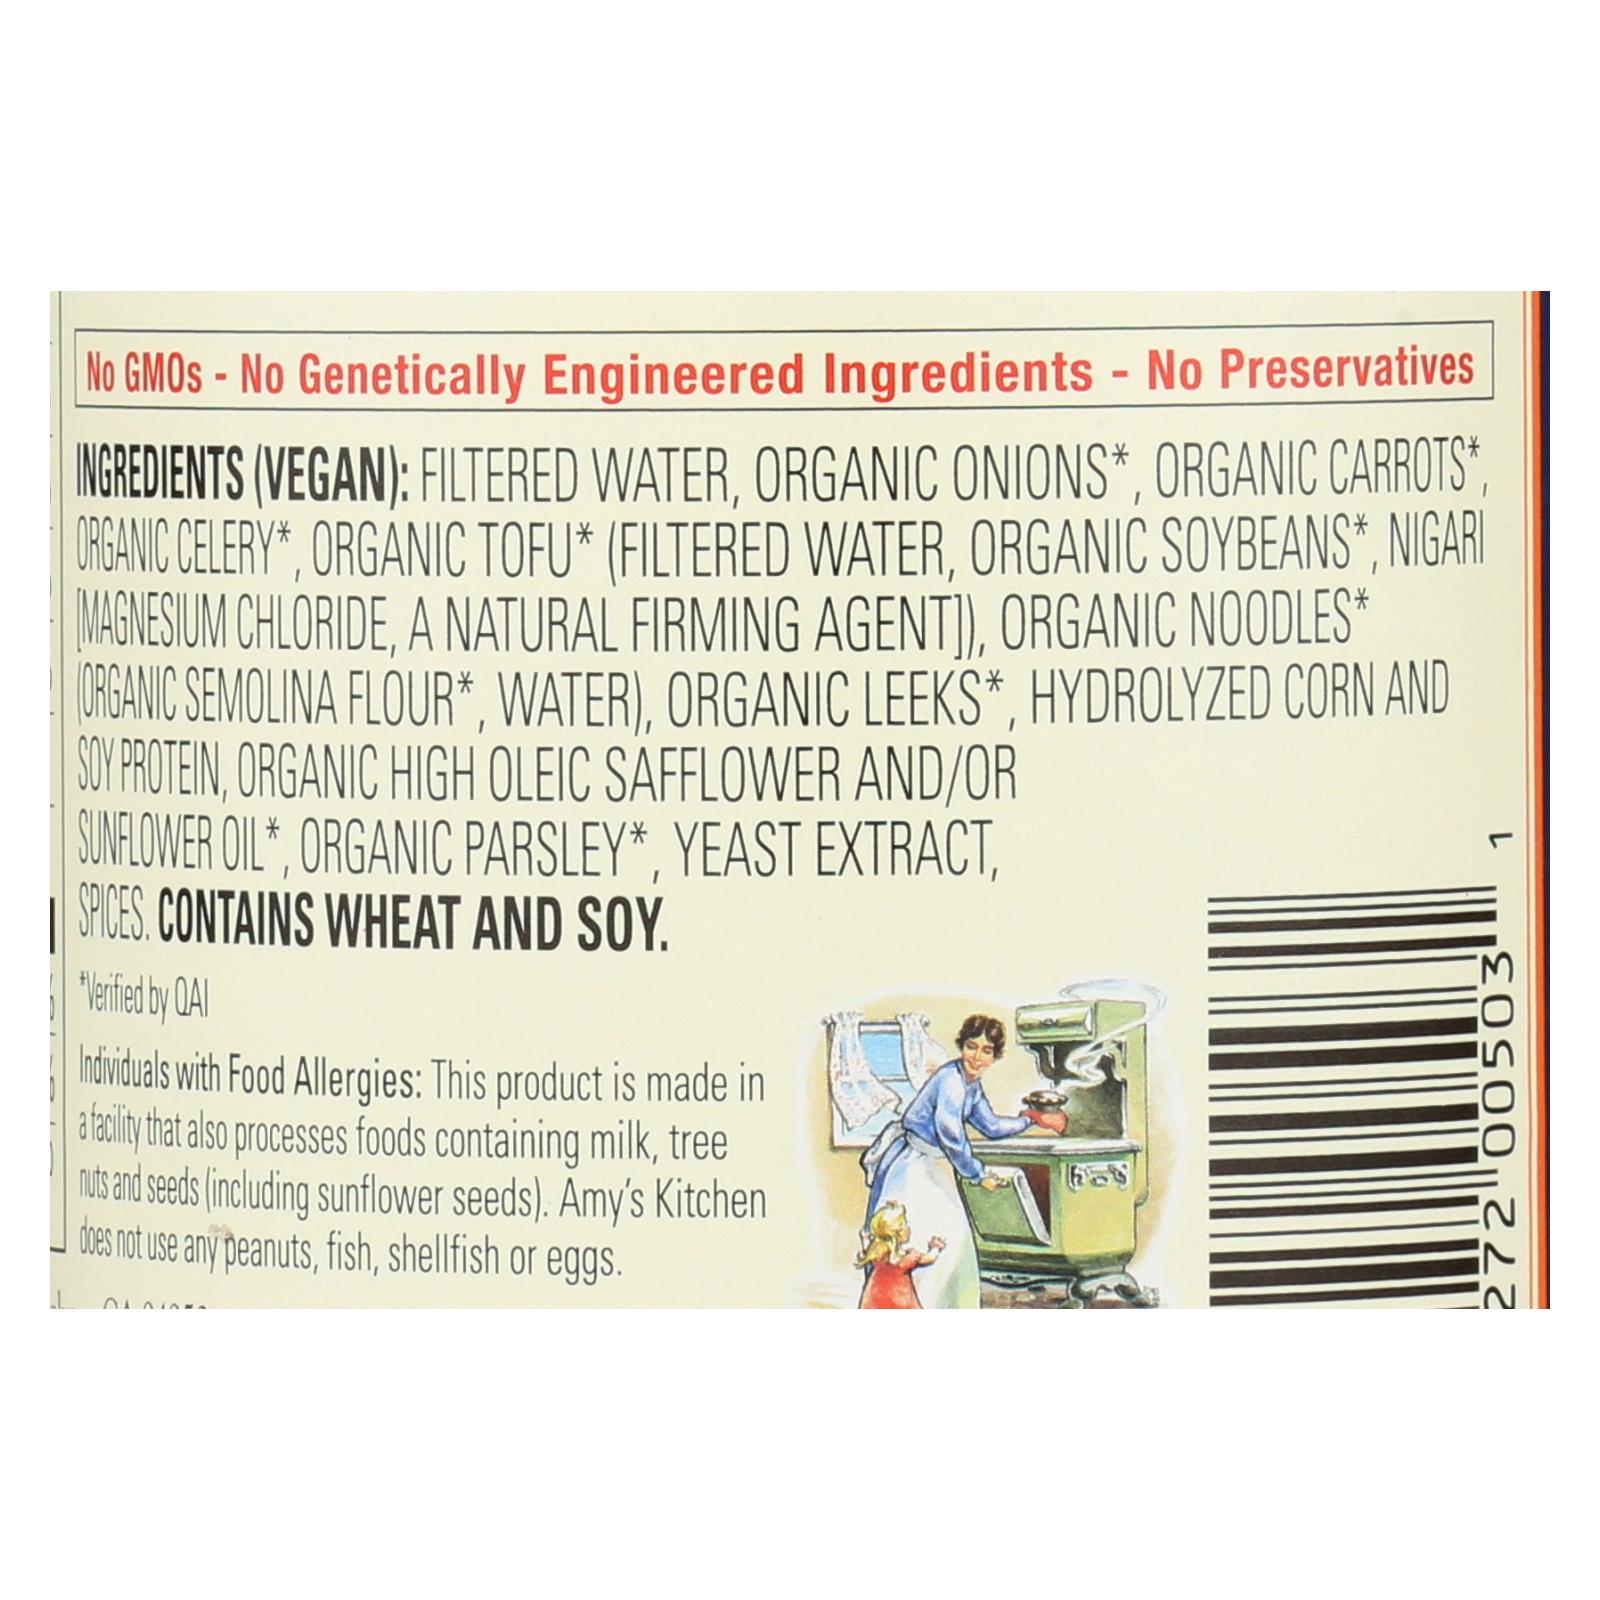 No GMOs - No Genetically Engineered Ingredients - No Preservatives
INGREDIENTS (VEGAN): FILTERED WATER, ORGANIC ONIONS*, ORGANIC CARROTS*,
ORGANIC CELERY*, ORGANIC TOFU* (FILTERED WATER, ORGANIC SOYBEANS*, NIGARI
[MAGNESIUM CHLORIDE, A NATURAL FIRMING AGENT]), ORGANIC NOODLES*
(ORGANIC SEMOLINA FLOUR*, WATER), ORGANIC LEEKS*, HYDROLYZED CORN AND
SOY PROTEIN, ORGANIC HIGH OLEIC SAFFLOWER AND/OR
SUNFLOWER OIL*, ORGANIC PARSLEY*, YEAST EXTRACT,
SPICES. CONTAINS WHEAT AND SOY.
*Verified by QAI
Individuals with Food Allergies: This product is made in
a facility that also processes foods containing milk, tree
nuts and seeds (including sunflower seeds). Amy's Kitchen
does not use any peanuts, fish, shellfish or eggs.
272 00503 1